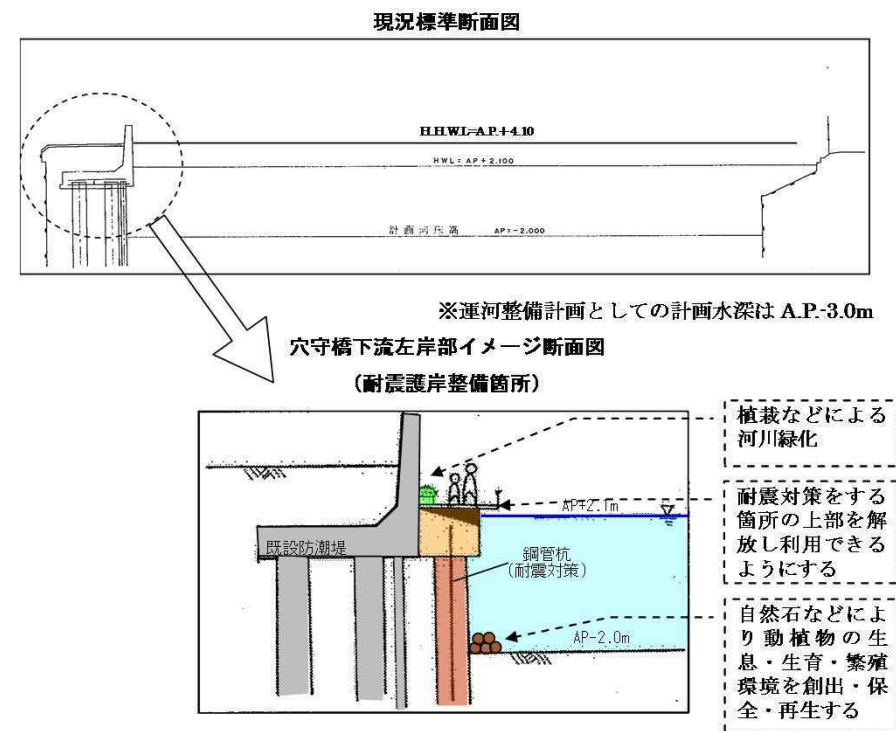 現況標準断面図
H.H.W.L=A.P.+4.10
HWL= AP+2.100
計画河床高 AP=-2.000
※運河整備計画としての計画水深は A.P.-3.0m
穴守橋下流左岸部イメージ断面図
(耐震護岸整備箇所)
植栽などによる
河川緑化
AP+2.1m
耐震対策をする
箇所の上部を解
放し利用できる
ようにする
既設防潮堤
鋼管杭
(耐震対策)
AP-2.0m
自然石などによ
り動植物の生
息・生育・繁殖
環境を創出・保
全・再生する